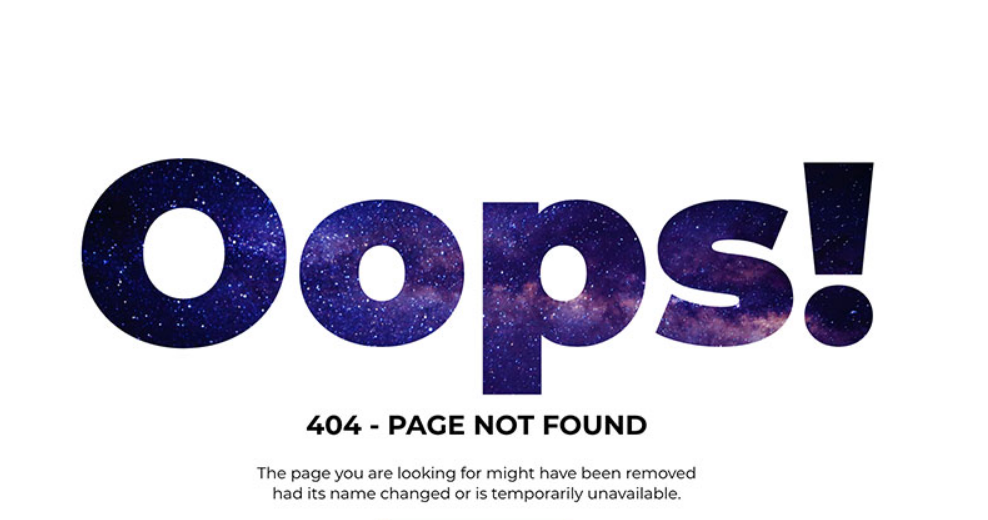 Oops!
404 - PAGE NOT FOUND
The page you are looking for might have been removed
had its name changed or is temporarily unavailable.